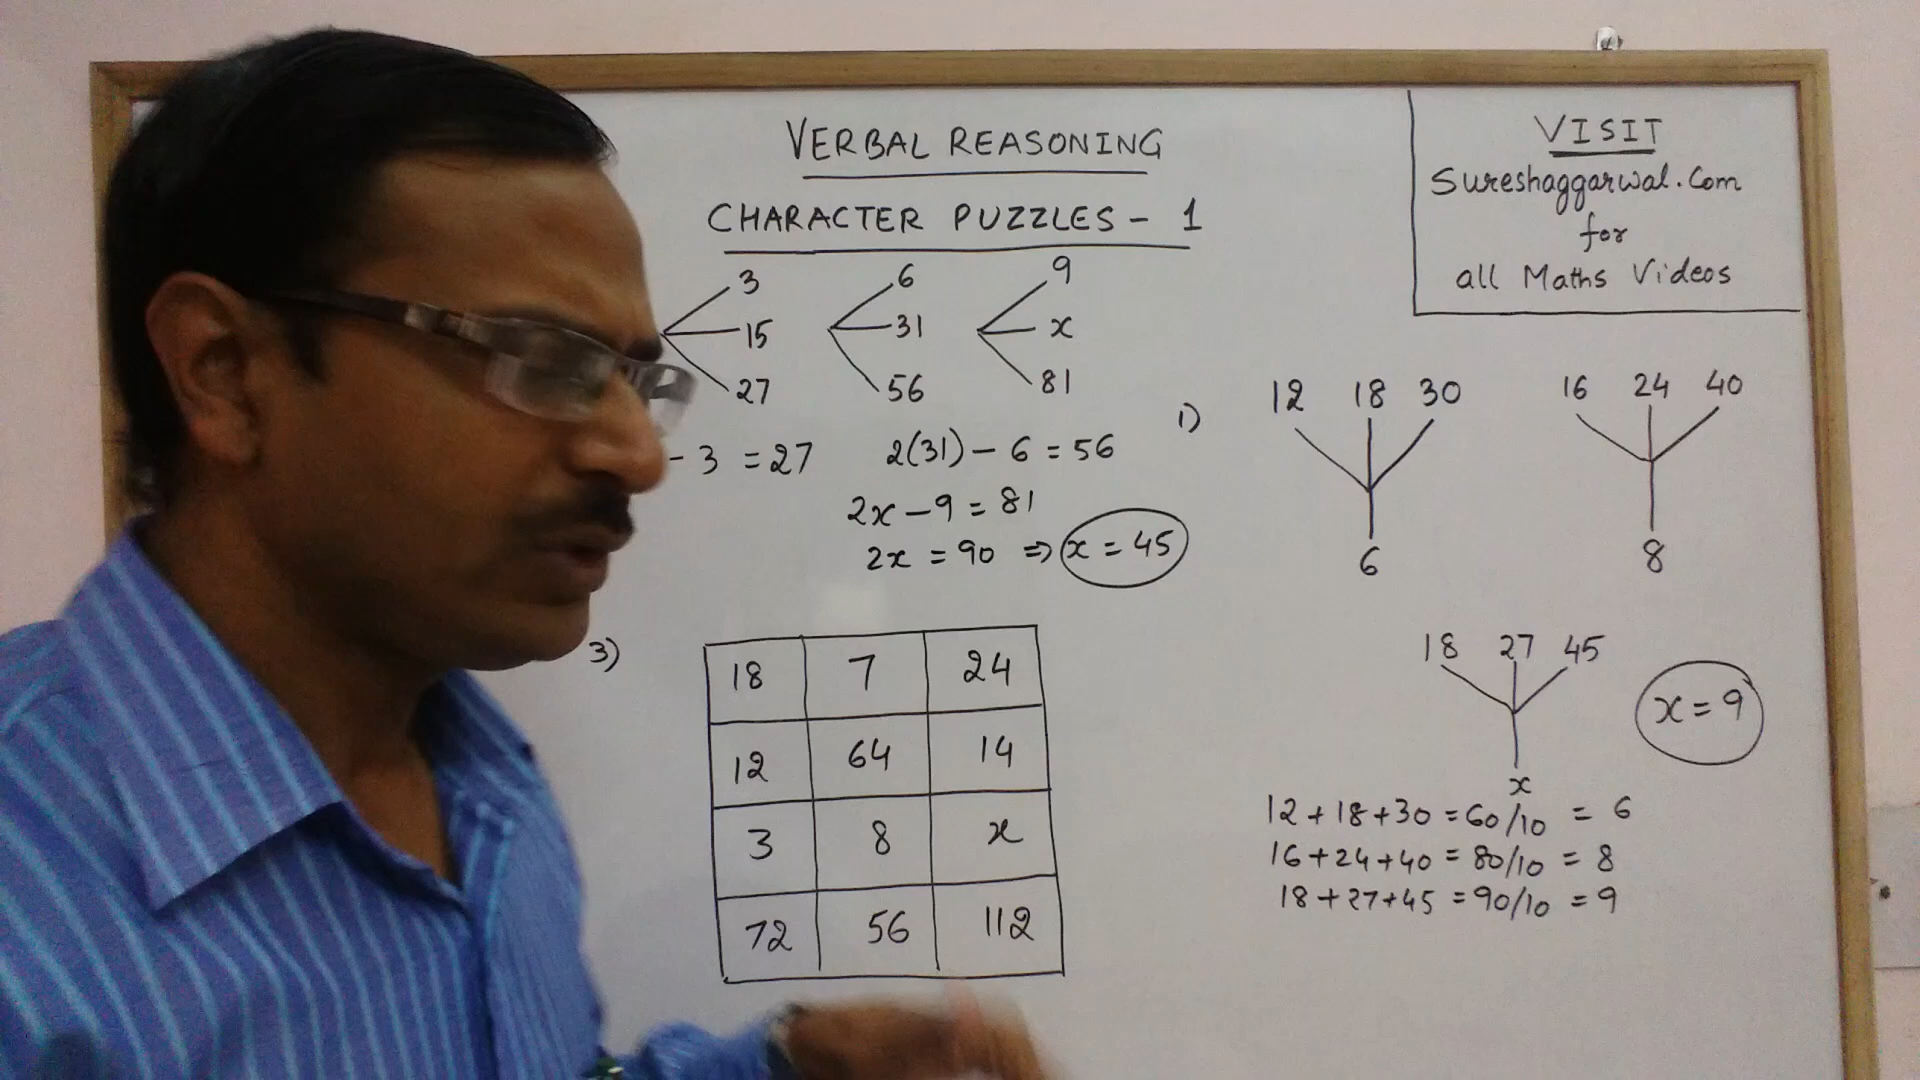 VERBAL REASONING
CHARACTER PUZZLES - 1
VISIT
Sureshaggarwal.Com
for
all Maths Videos
3 6 9
15 31 x
27 56 81
- 3 = 27 2(31) - 6 = 56
2x - 9 = 81
2x = 90 => x = 45
1)
12 18 30 16 24 40
6 8
18 27 45
x
x = 9
12 + 18 + 30 = 60/10 = 6
16 + 24 + 40 = 80/10 = 8
18 + 27 + 45 = 90/10 = 9
3)
18 7 24
12 64 14
3 8 x
72 56 112